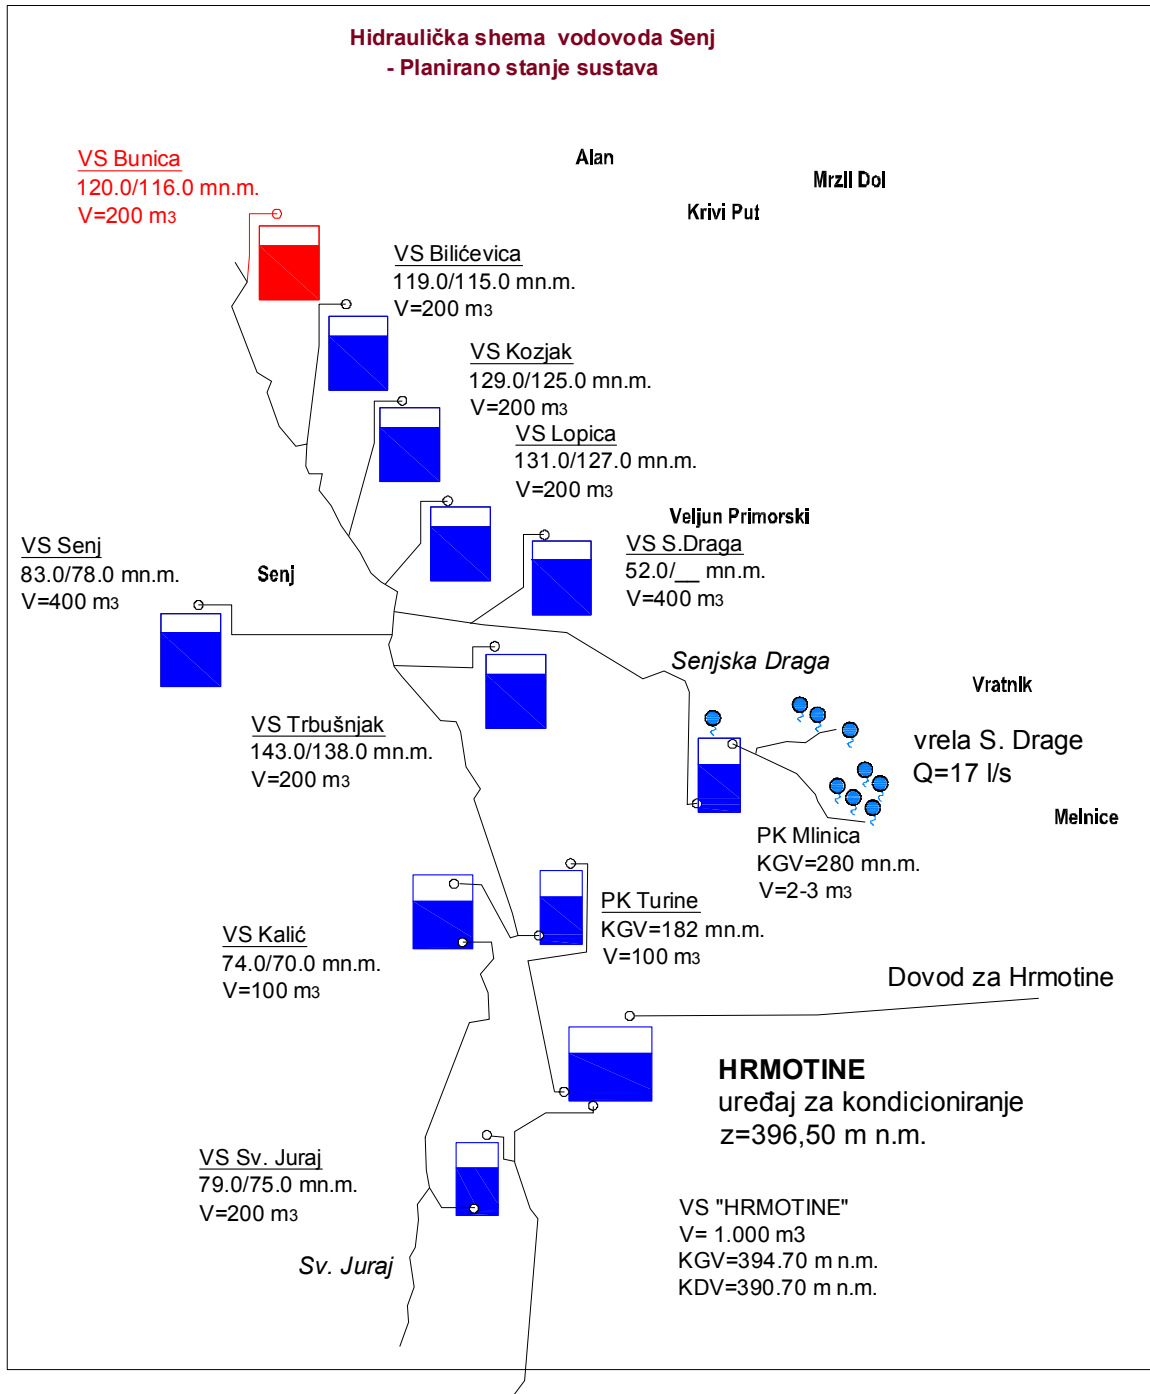 Hidraulička shema vodovoda Senj
- Planirano stanje sustava
Alan
Mrzli Dol
Krivi Put
VS Bunica
120.0/116.0 mn.m.
V=200 m3
VS Bilićevica
119.0/115.0 mn.m.
V=200 m3
VS Kozjak
129.0/125.0 mn.m.
V=200 m3
VS Lopica
131.0/127.0 mn.m.
V=200 m3
Veljun Primorski
VS S.Draga
52.0/__ mn.m.
V=400 m3
VS Senj
83.0/78.0 mn.m.
V=400 m3
Senj
Senjska Draga
Vratnik
vrela S. Drage
Q=17 l/s
Melnice
VS Trbušnjak
143.0/138.0 mn.m.
V=200 m3
PK Mlinica
KGV=280 mn.m.
V=2-3 m3
PK Turine
KGV=182 mn.m.
V=100 m3
VS Kalić
74.0/70.0 mn.m.
V=100 m3
Dovod za Hrmotine
HRMOTINE
uređaj za kondicioniranje
z=396,50 m n.m.
VS Sv. Juraj
79.0/75.0 mn.m.
V=200 m3
Sv. Juraj
VS "HRMOTINE"
V= 1.000 m3
KGV=394.70 m n.m.
KDV=390.70 m n.m.